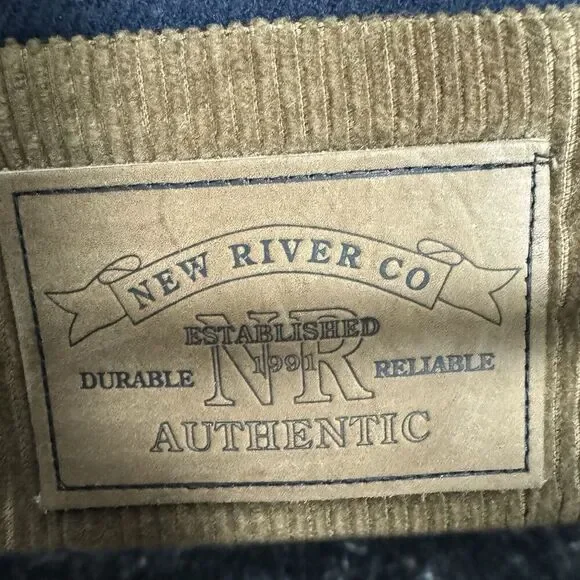 NEW RIVER CO
ESTABLISHED
NR
1991
DURABLE
RELIABLE
AUTHENTIC